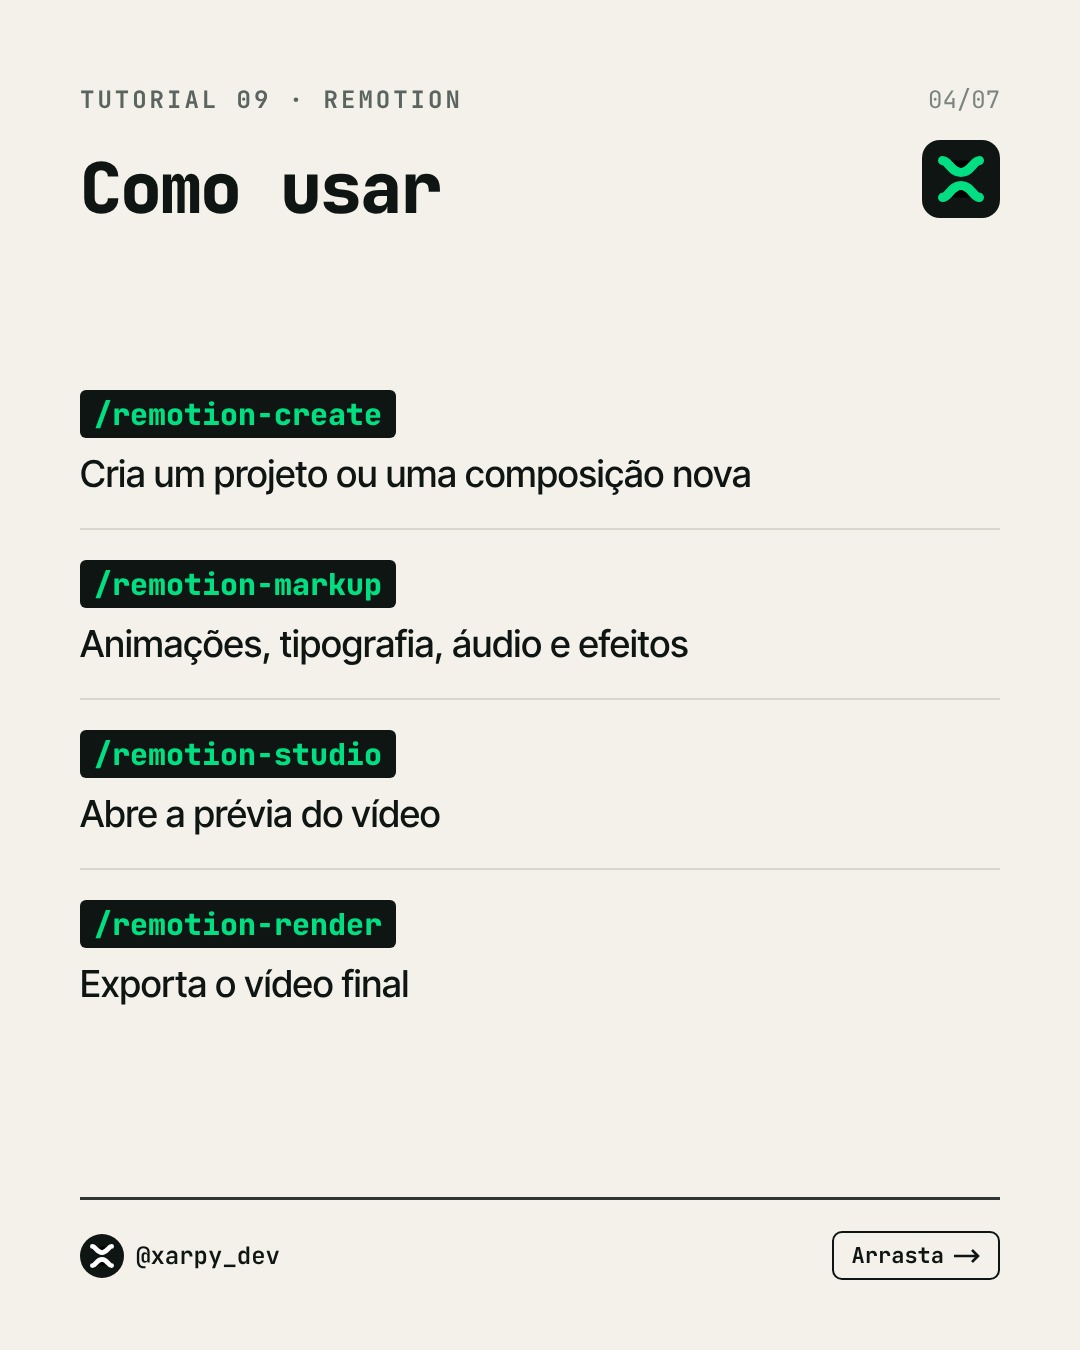 TUTORIAL 09 · REMOTION
04/07
Como usar
/remotion-create
Cria um projeto ou uma composição nova
/remotion-markup
Animações, tipografia, áudio e efeitos
/remotion-studio
Abre a prévia do vídeo
/remotion-render
Exporta o vídeo final
@xarpy_dev
Arrasta →